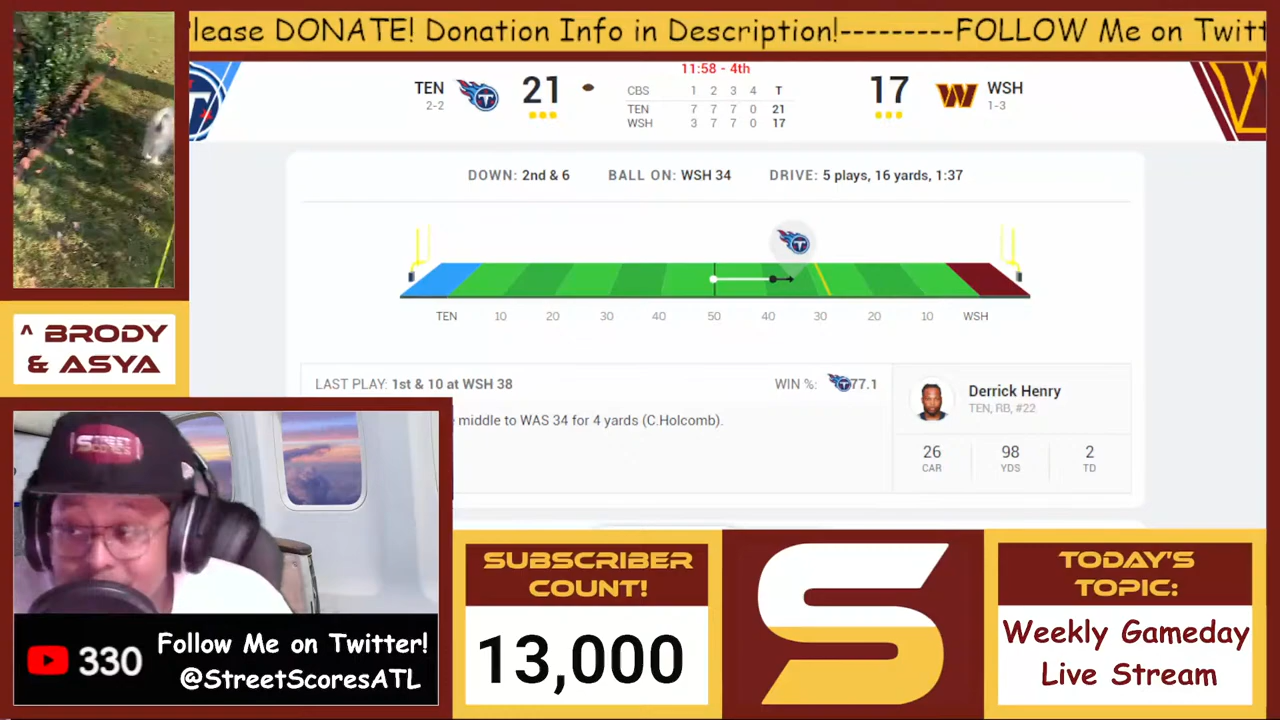 lease DONATE! Donation Info in Description!---------FOLLOW Me on Twitt
TEN
2-2
21
11:58 - 4th
CBS 1 2 3 4 T
TEN 7 7 7 0 21
WSH 3 7 7 0 17
17
WSH
1-3
DOWN: 2nd & 6
BALL ON: WSH 34
DRIVE: 5 plays, 16 yards, 1:37
TEN 10 20 30 40 50 40 30 20 10 WSH
LAST PLAY: 1st & 10 at WSH 38
WIN %: 77.1
middle to WAS 34 for 4 yards (C.Holcomb).
Derrick Henry
TEN, RB, #22
26 98 2
CAR YDS TD
^ BRODY
& ASYA
STREET
SCORES
330
Follow Me on Twitter!
@StreetScoresATL
SUBSCRIBER
COUNT!
13,000
S
TODAY'S
TOPIC:
Weekly Gameday
Live Stream